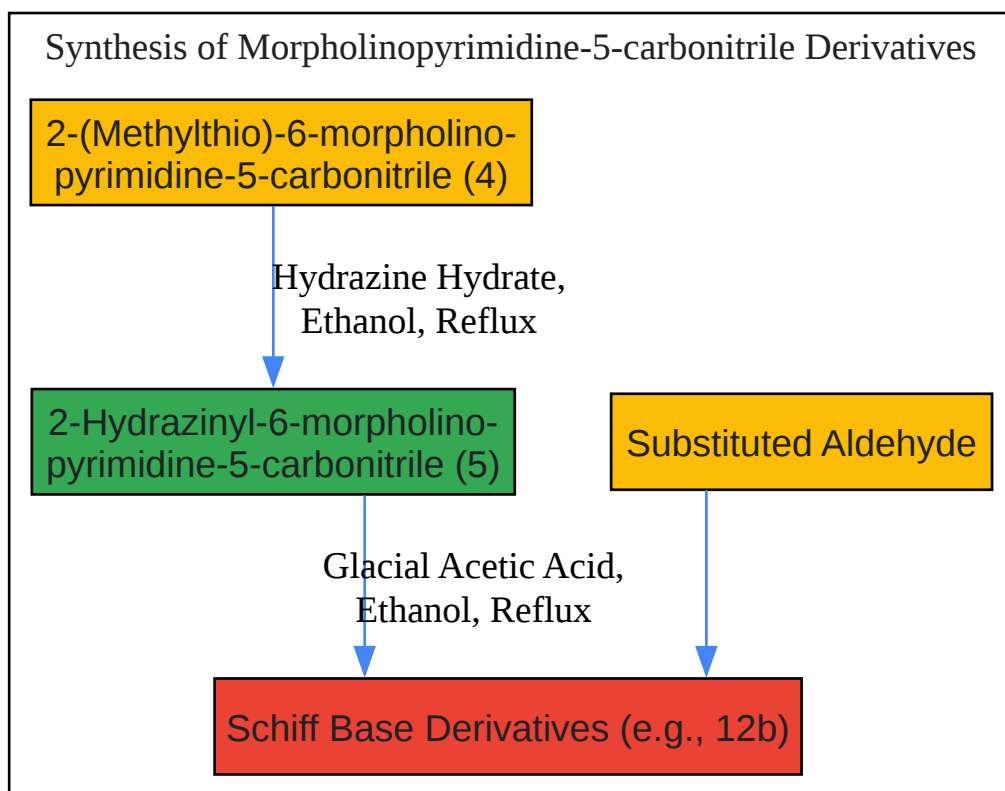 Synthesis of Morpholinopyrimidine-5-carbonitrile Derivatives
2-(Methylthio)-6-morpholino-
pyrimidine-5-carbonitrile (4)
Hydrazine Hydrate,
Ethanol, Reflux
2-Hydrazinyl-6-morpholino-
pyrimidine-5-carbonitrile (5)
Substituted Aldehyde
Glacial Acetic Acid,
Ethanol, Reflux
Schiff Base Derivatives (e.g., 12b)